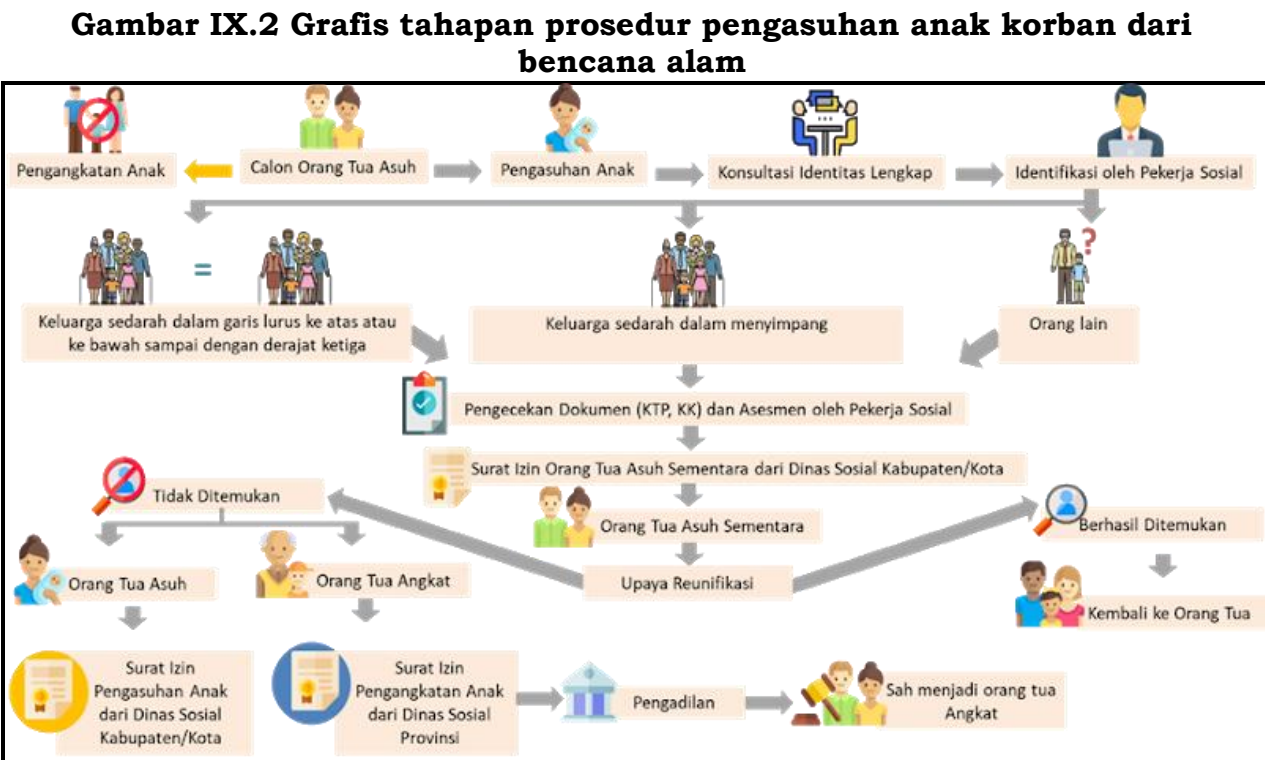 Gambar IX.2 Grafis tahapan prosedur pengasuhan anak korban dari
bencana alam
Pengangkatan Anak
Calon Orang Tua Asuh
Pengasuhan Anak
Konsultasi Identitas Lengkap
Identifikasi oleh Pekerja Sosial
=
?
Keluarga sedarah dalam garis lurus ke atas atau
ke bawah sampai dengan derajat ketiga
Keluarga sedarah dalam menyimpang
Orang lain
Pengecekan Dokumen (KTP, KK) dan Asesmen oleh Pekerja Sosial
Surat Izin Orang Tua Asuh Sementara dari Dinas Sosial Kabupaten/Kota
Tidak Ditemukan
Orang Tua Asuh Sementara
Berhasil Ditemukan
Orang Tua Asuh
Orang Tua Angkat
Upaya Reunifikasi
Kembali ke Orang Tua
Surat Izin
Pengasuhan Anak
dari Dinas Sosial
Kabupaten/Kota
Surat Izin
Pengangkatan Anak
dari Dinas Sosial
Provinsi
Pengadilan
Sah menjadi orang tua
Angkat